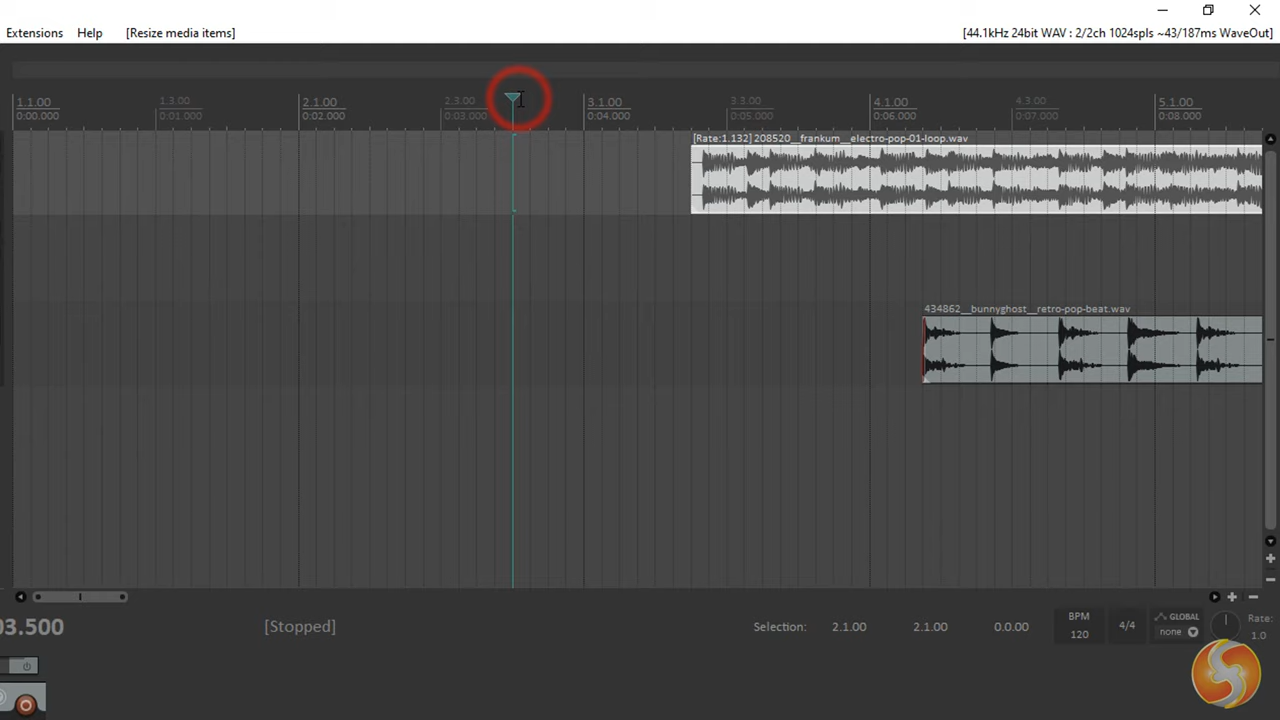 Extensions Help [Resize media items] [44.1kHz 24bit WAV : 2/2ch 1024spls ~43/187ms WaveOut]
1.1.00 1.3.00 2.1.00 2.3.00 3.1.00 3.3.00 4.1.00 4.3.00 5.1.00
0:00.000 0:01.000 0:02.000 0:03.000 0:04.000 0:05.000 0:06.000 0:07.000 0:08.000
[Rate:1.132] 208520__frankum__electro-pop-01-loop.wav
434862__bunnyghost__retro-pop-beat.wav
03.500 [Stopped] Selection: 2.1.00 2.1.00 0.0.00 BPM 120 4/4 GLOBAL none Rate: 1.0